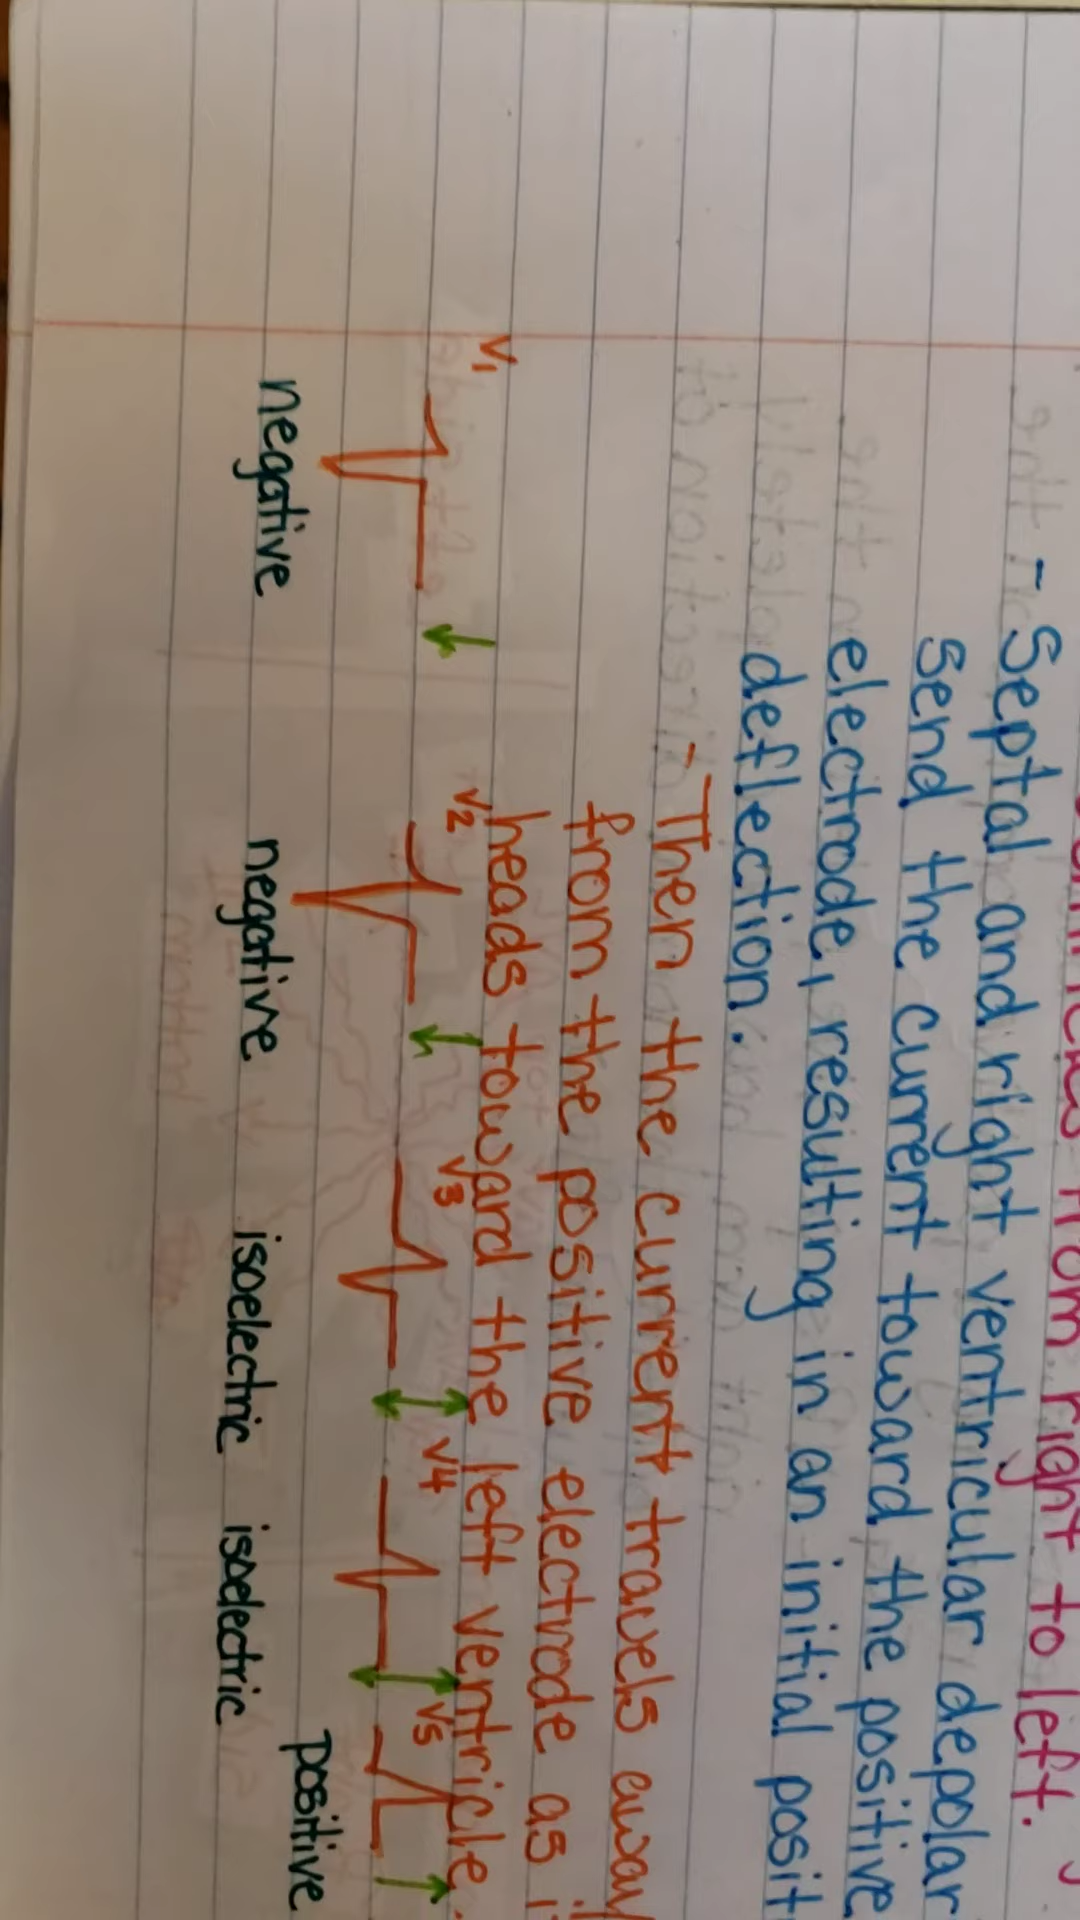 from right to left.
- Septal and right ventricular depolar
send the current toward the positive
electrode, resulting in an initial posit
deflection.
- Then the current travels away
from the positive electrode as i
heads toward the left ventricle.
V1 V2 V3 V4 V5
negative negative isoelectric isoelectric positive